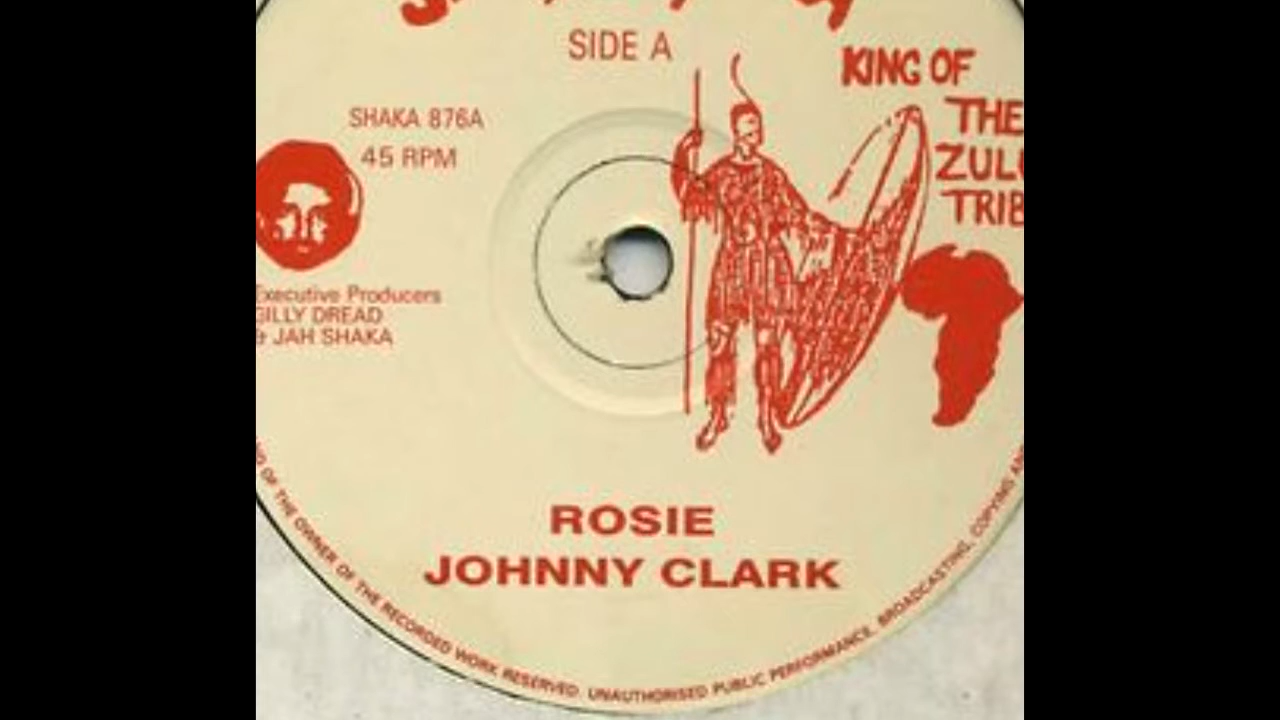 SIDE A
KING OF
THE
ZULU
TRIB
SHAKA 876A
45 RPM
Executive Producers
GILLY DREAD
& JAH SHAKA
ROSIE
JOHNNY CLARK
OF THE OWNER OF THE RECORDED WORK RESERVED. UNAUTHORISED PUBLIC PERFORMANCE, BROADCASTING, COPYING AND